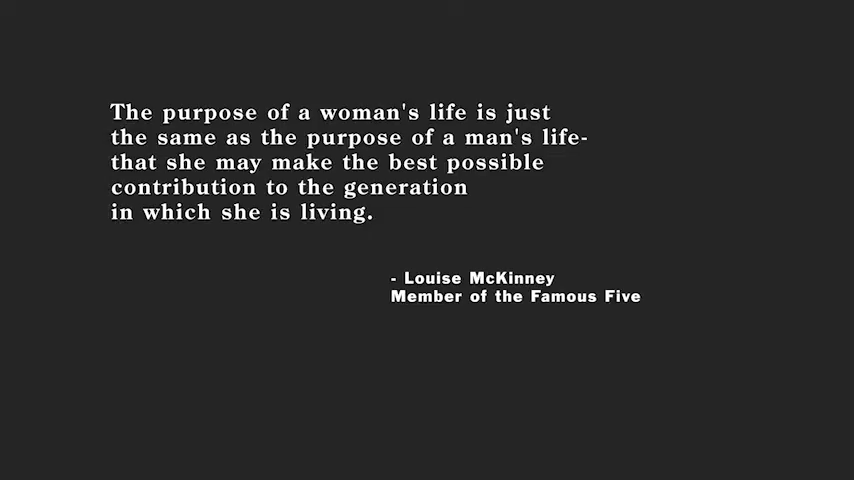 The purpose of a woman's life is just
the same as the purpose of a man's life-
that she may make the best possible
contribution to the generation
in which she is living.
- Louise McKinney
Member of the Famous Five